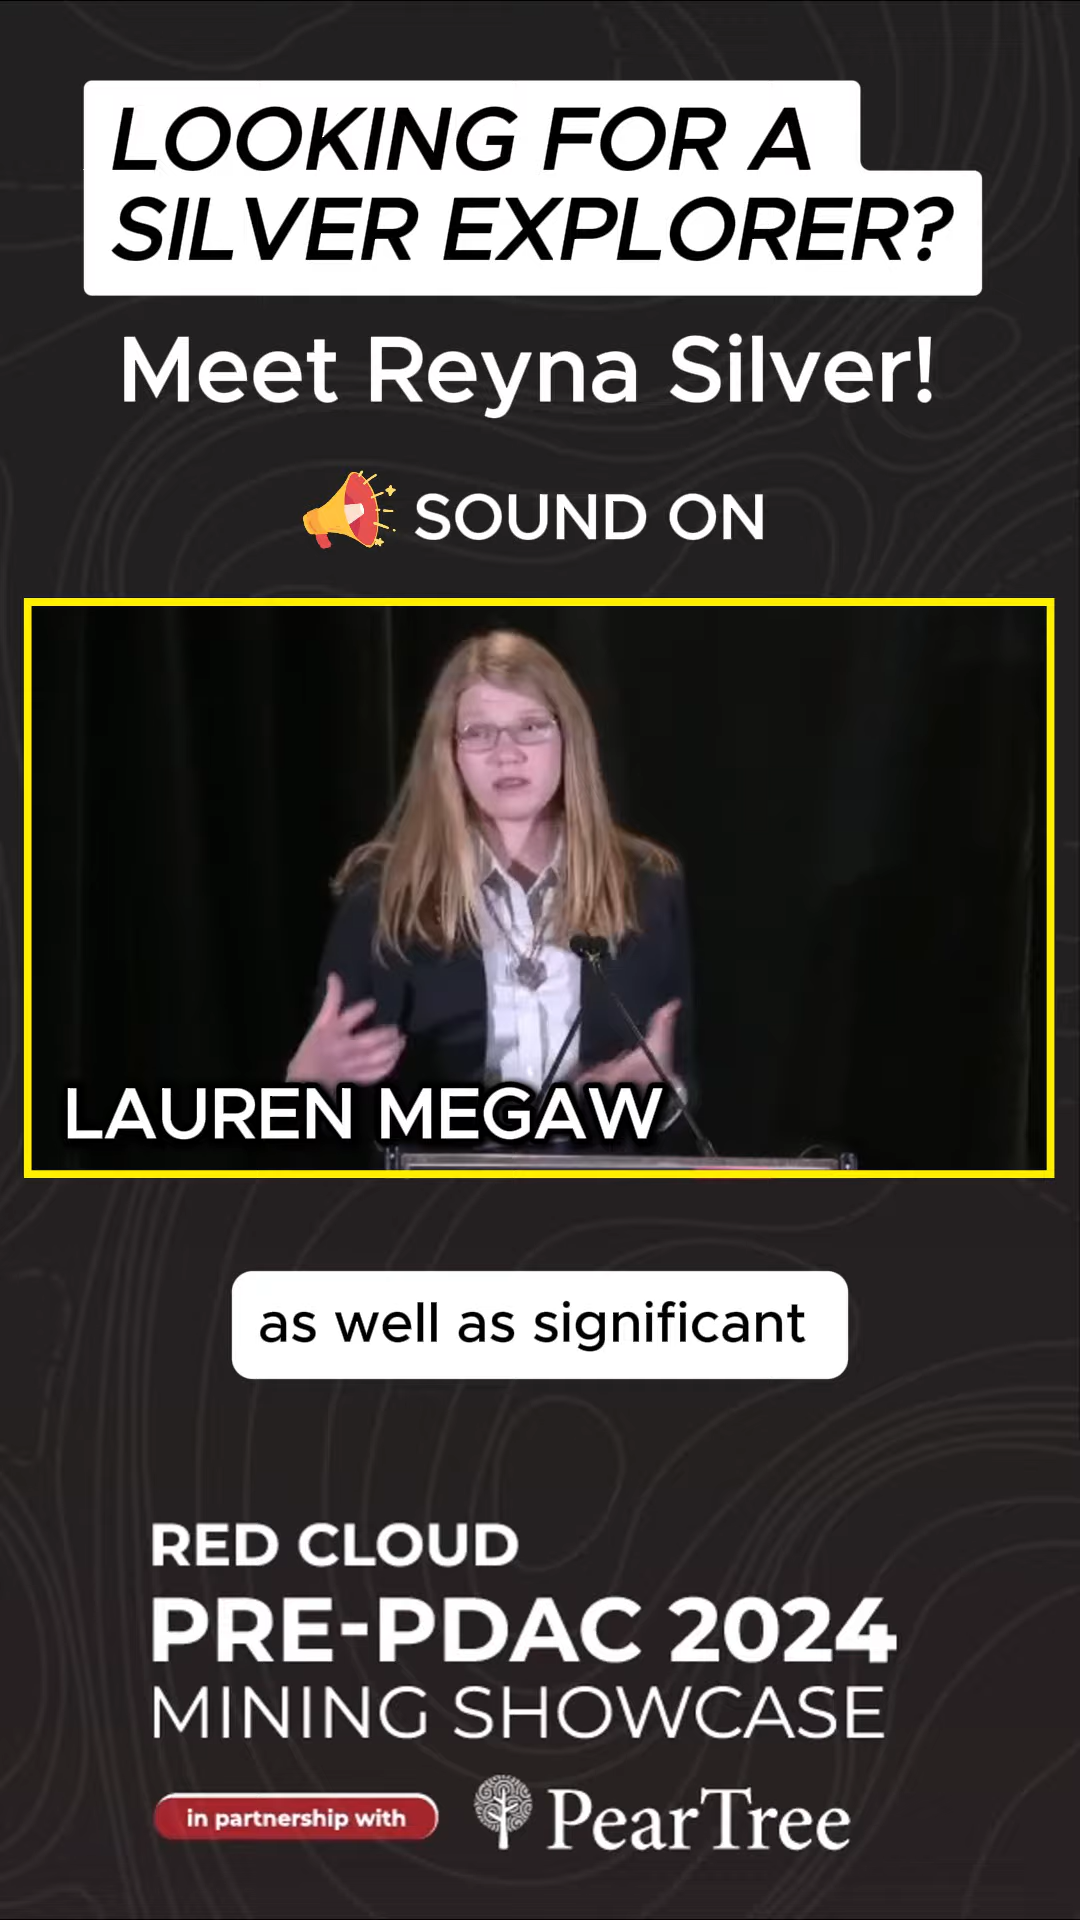 LOOKING FOR A
SILVER EXPLORER?
Meet Reyna Silver!
SOUND ON
LAUREN MEGAW
as well as significant
RED CLOUD
PRE-PDAC 2024
MINING SHOWCASE
in partnership with
PearTree